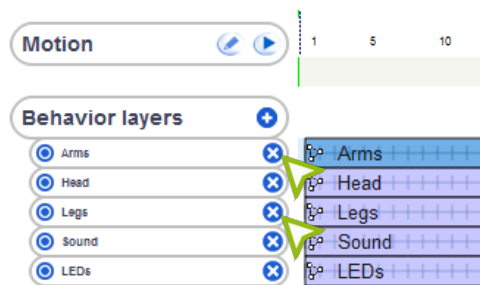 Motion
1 5 10
Behavior layers
Arms Arms
Head Head
Legs Legs
Sound Sound
LEDs LEDs